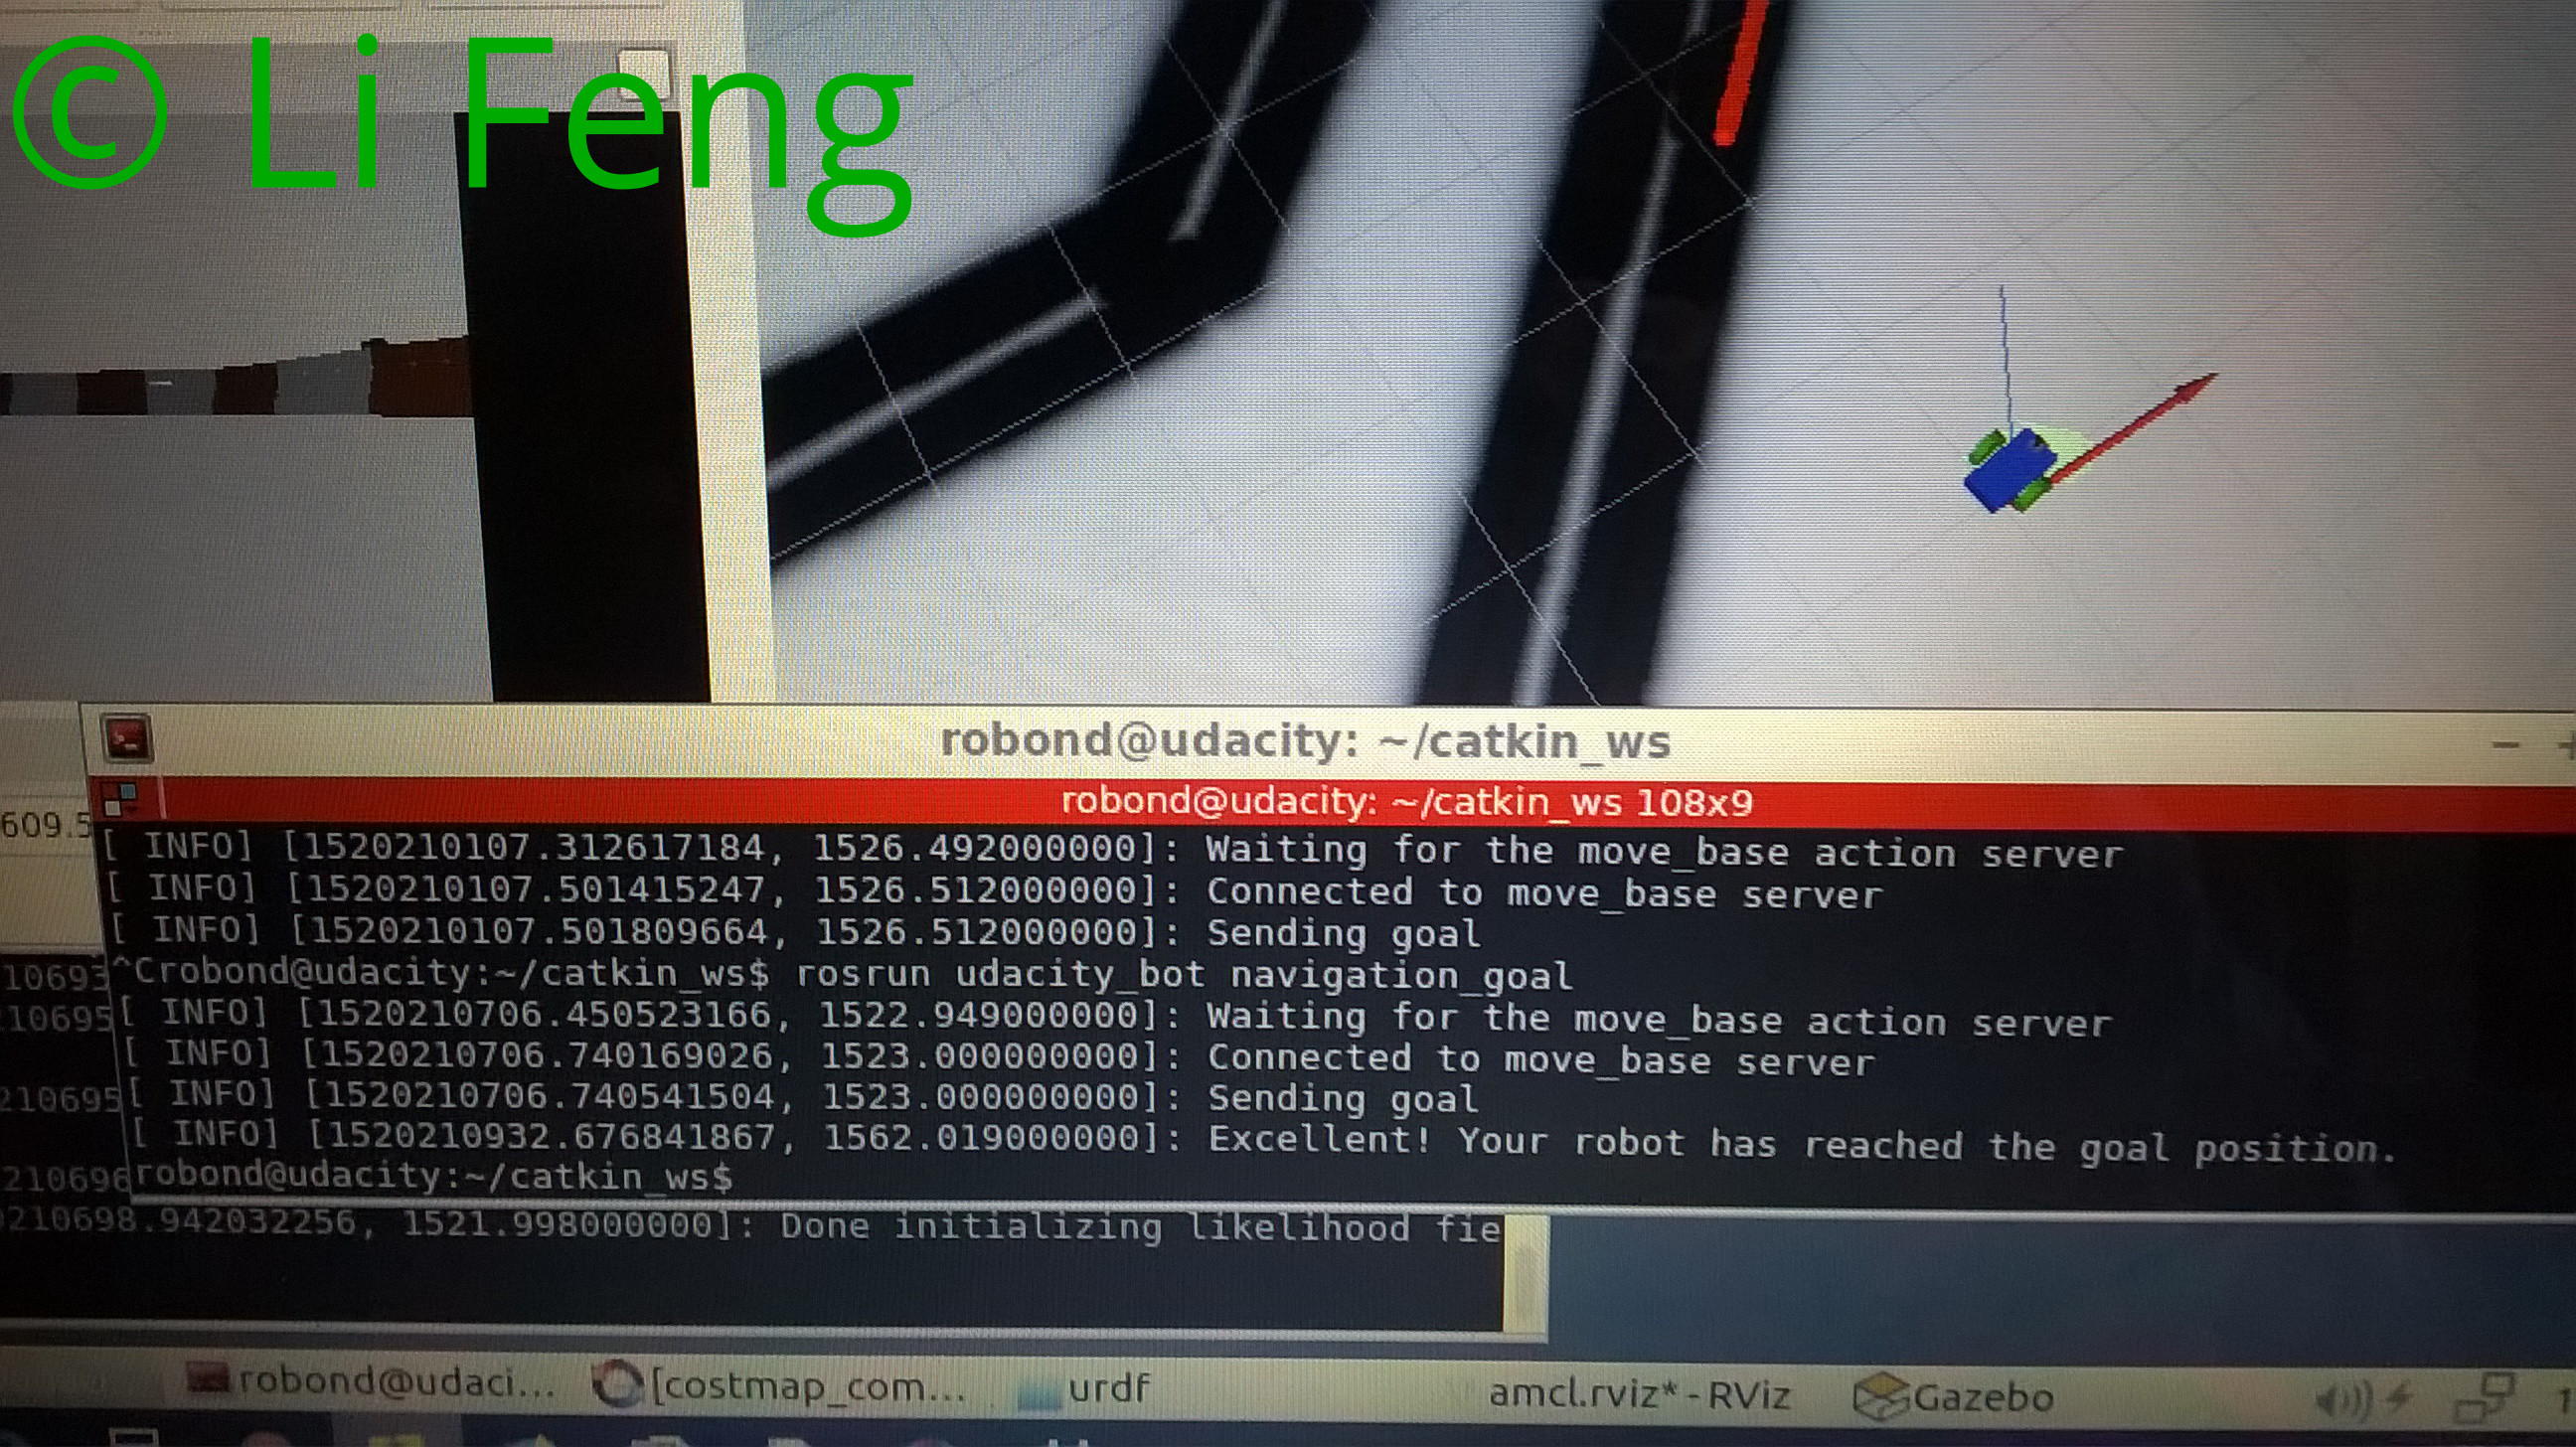 © Li Feng
robond@udacity: ~/catkin_ws
robond@udacity: ~/catkin_ws 108x9
609.5
[ INFO] [1520210107.312617184, 1526.492000000]: Waiting for the move_base action server
[ INFO] [1520210107.501415247, 1526.512000000]: Connected to move_base server
[ INFO] [1520210107.501809664, 1526.512000000]: Sending goal
10693
^Crobond@udacity:~/catkin_ws$ rosrun udacity_bot navigation_goal
10695
[ INFO] [1520210706.450523166, 1522.949000000]: Waiting for the move_base action server
[ INFO] [1520210706.740169026, 1523.000000000]: Connected to move_base server
210695
[ INFO] [1520210706.740541504, 1523.000000000]: Sending goal
[ INFO] [1520210932.676841867, 1562.019000000]: Excellent! Your robot has reached the goal position.
210696
robond@udacity:~/catkin_ws$
210698.942032256, 1521.998000000]: Done initializing likelihood fie
robond@udaci...
[costmap_com...
urdf
amcl.rviz* - RViz
Gazebo